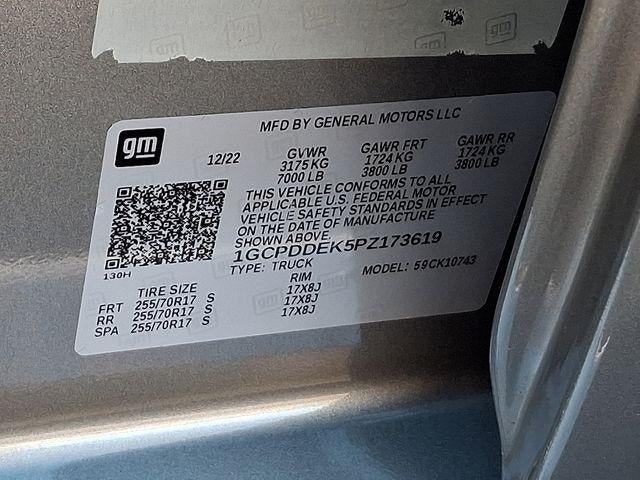 MFD BY GENERAL MOTORS LLC
gm
12/22 GVWR GAWR FRT GAWR RR
3175 KG 1724 KG 1724 KG
7000 LB 3800 LB 3800 LB
THIS VEHICLE CONFORMS TO ALL
APPLICABLE U.S. FEDERAL MOTOR
VEHICLE SAFETY STANDARDS IN EFFECT
ON THE DATE OF MANUFACTURE
SHOWN ABOVE.
1GCPDDEK5PZ173619
130H
TYPE: TRUCK MODEL: 59CK10743
TIRE SIZE RIM
FRT 255/70R17 S 17X8J
RR 255/70R17 S 17X8J
SPA 255/70R17 S 17X8J